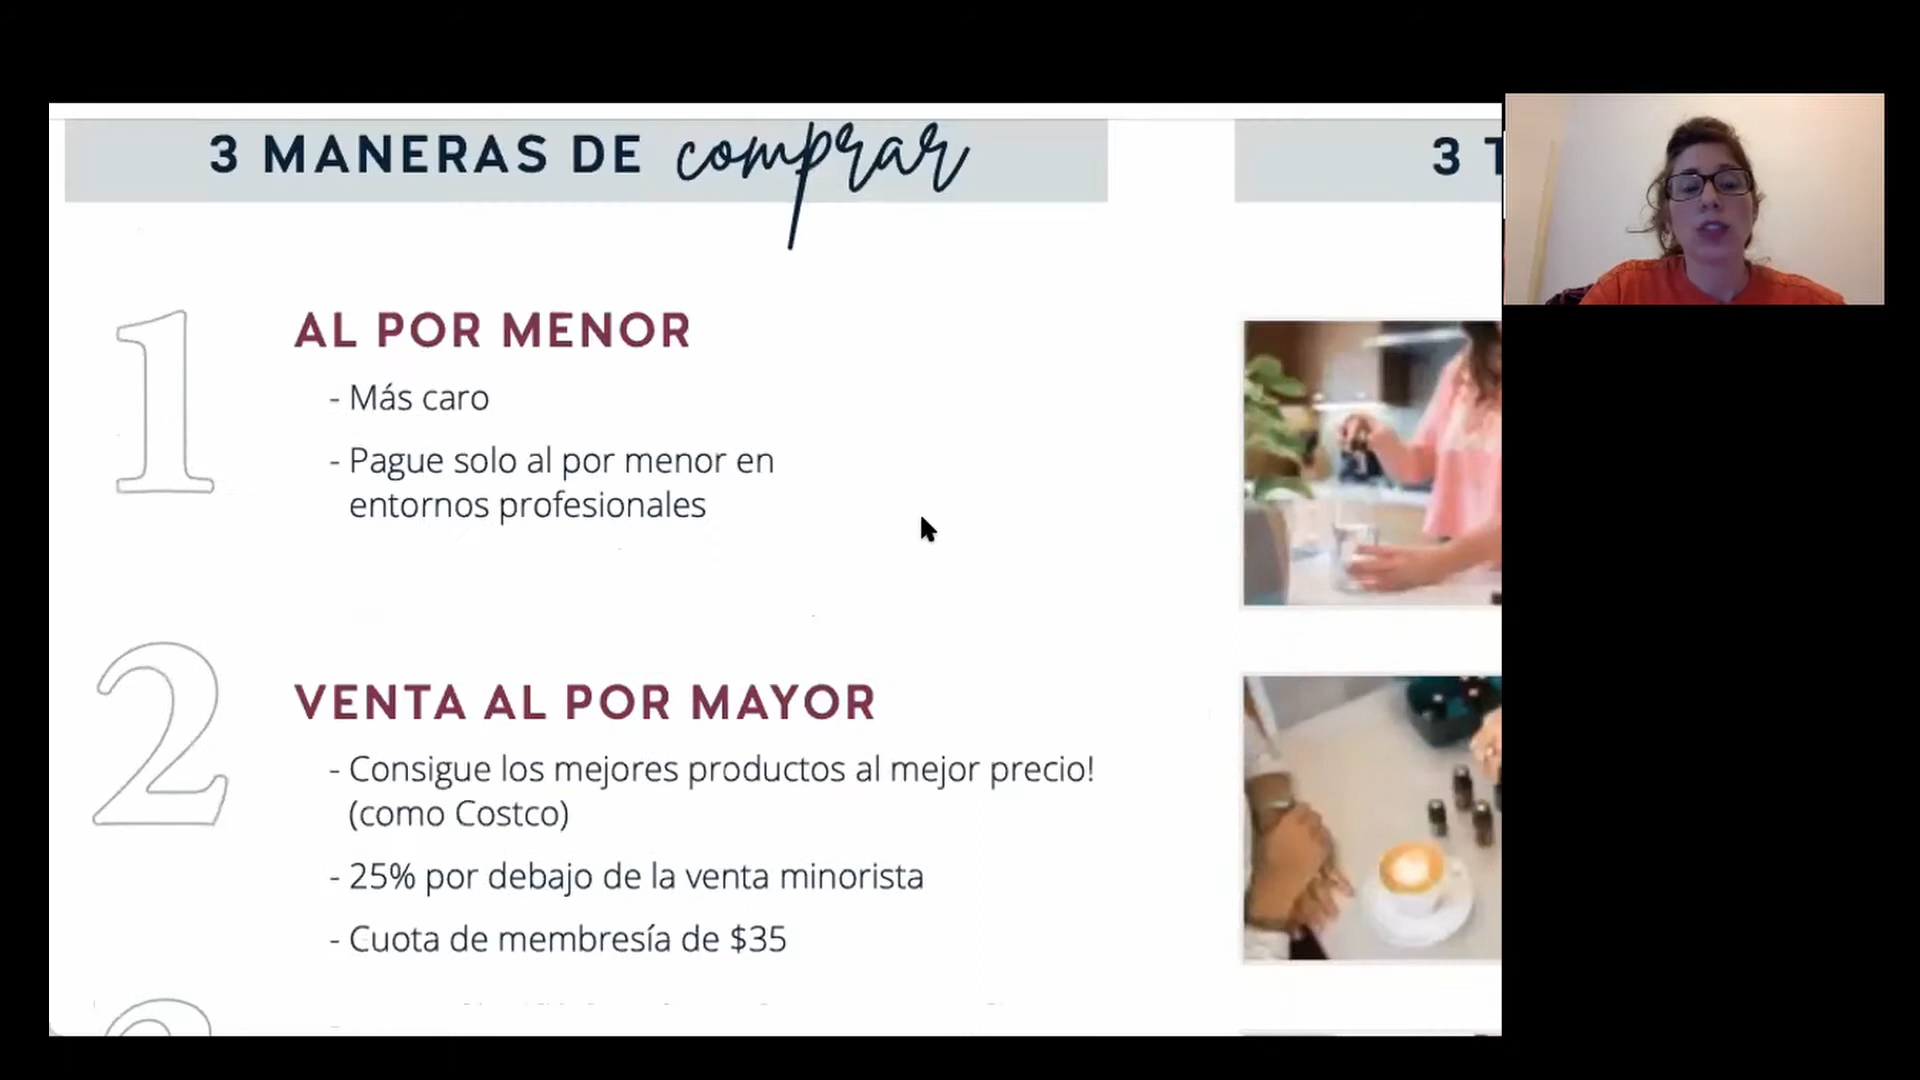 3 MANERAS DE comprar
1
AL POR MENOR
- Más caro
- Pague solo al por menor en
entornos profesionales
2
VENTA AL POR MAYOR
- Consigue los mejores productos al mejor precio!
(como Costco)
- 25% por debajo de la venta minorista
- Cuota de membresía de $35
3 T